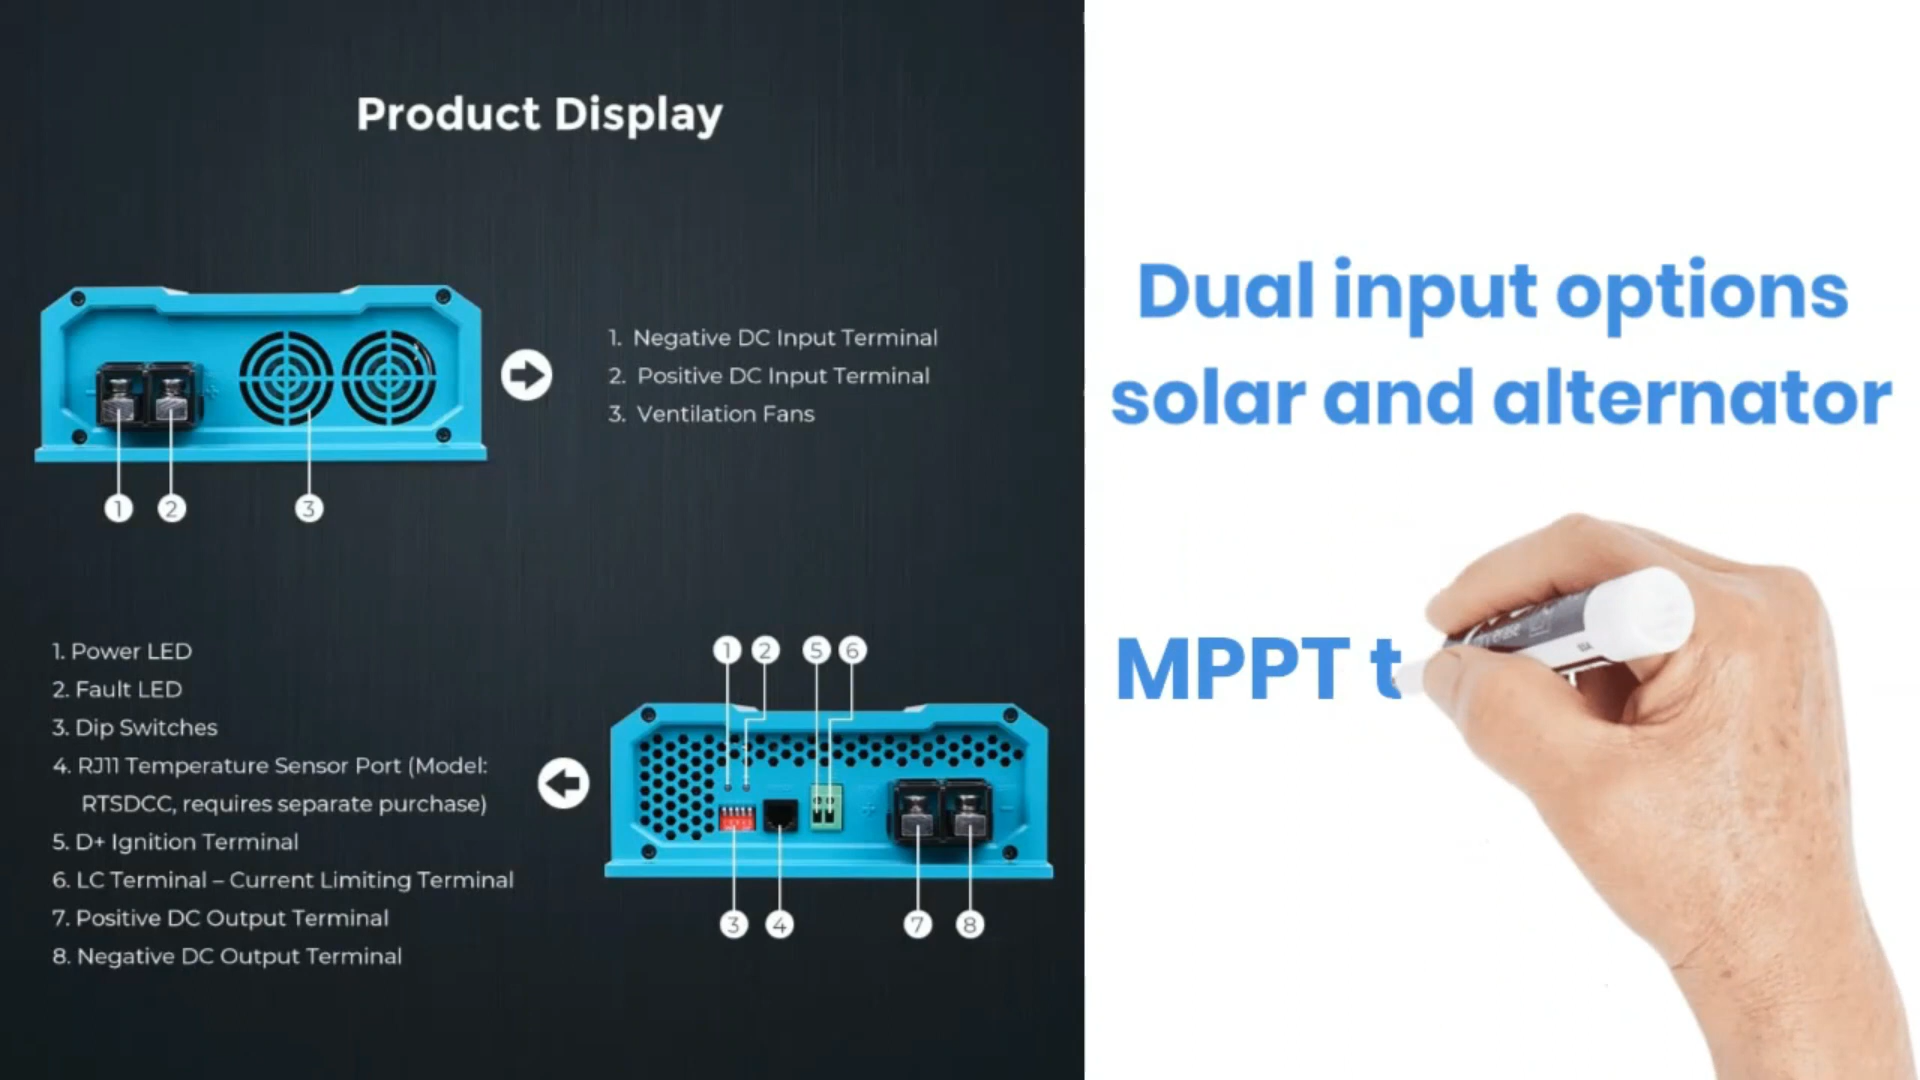 Product Display
1. Negative DC Input Terminal
2. Positive DC Input Terminal
3. Ventilation Fans
1 2 3
1. Power LED
2. Fault LED
3. Dip Switches
4. RJ11 Temperature Sensor Port (Model:
RTSDCC, requires separate purchase)
5. D+ Ignition Terminal
6. LC Terminal – Current Limiting Terminal
7. Positive DC Output Terminal
8. Negative DC Output Terminal
1 2 5 6
3 4 7 8
Dual input options
solar and alternator
MPPT t